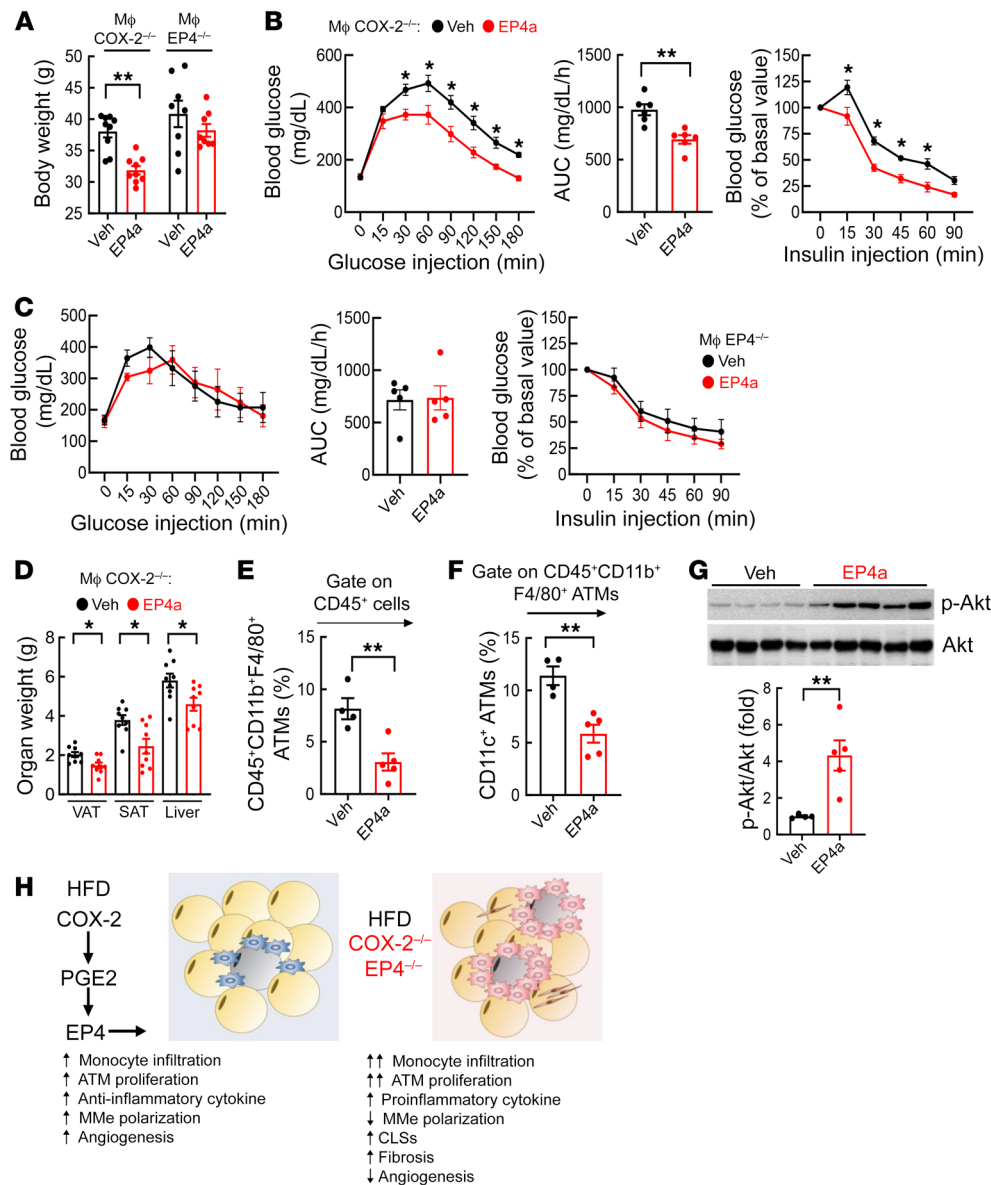 A
Mϕ
COX-2–/–
Mϕ
EP4–/–
Body weight (g)
45
40
35
30
25
**
Veh
EP4a
Veh
EP4a
B
Mϕ COX-2–/–: Veh EP4a
Blood glucose
(mg/dL)
600
400
200
0
* * * * * *
0 15 30 60 90 120 150 180
Glucose injection (min)
AUC (mg/dL/h)
1500
1000
500
0
**
Veh
EP4a
Blood glucose
(% of basal value)
150
125
100
75
50
25
0
* * * *
0 15 30 45 60 90
Insulin injection (min)
C
Blood glucose
(mg/dL)
500
400
300
200
100
0
0 15 30 60 90 120 150 180
Glucose injection (min)
AUC (mg/dL/h)
1500
1000
500
0
Veh
EP4a
Blood glucose
(% of basal value)
150
125
100
75
50
25
0
Mϕ EP4–/–
Veh
EP4a
0 15 30 45 60 90
Insulin injection (min)
D
Mϕ COX-2–/–:
Veh EP4a
Organ weight (g)
8
6
4
2
0
* * *
VAT SAT Liver
E
Gate on
CD45+ cells
CD45+CD11b+F4/80+
ATMs (%)
15
10
5
0
**
Veh
EP4a
F
Gate on CD45+CD11b+
F4/80+ ATMs
CD11c+ ATMs (%)
15
10
5
0
**
Veh
EP4a
G
Veh EP4a
p-Akt
Akt
p-Akt/Akt (fold)
8
6
4
2
0
**
Veh
EP4a
H
HFD
COX-2
PGE2
EP4
↑ Monocyte infiltration
↑ ATM proliferation
↑ Anti-inflammatory cytokine
↑ MMe polarization
↑ Angiogenesis
HFD
COX-2–/–
EP4–/–
↑↑ Monocyte infiltration
↑↑ ATM proliferation
↑ Proinflammatory cytokine
↓ MMe polarization
↑ CLSs
↑ Fibrosis
↓ Angiogenesis